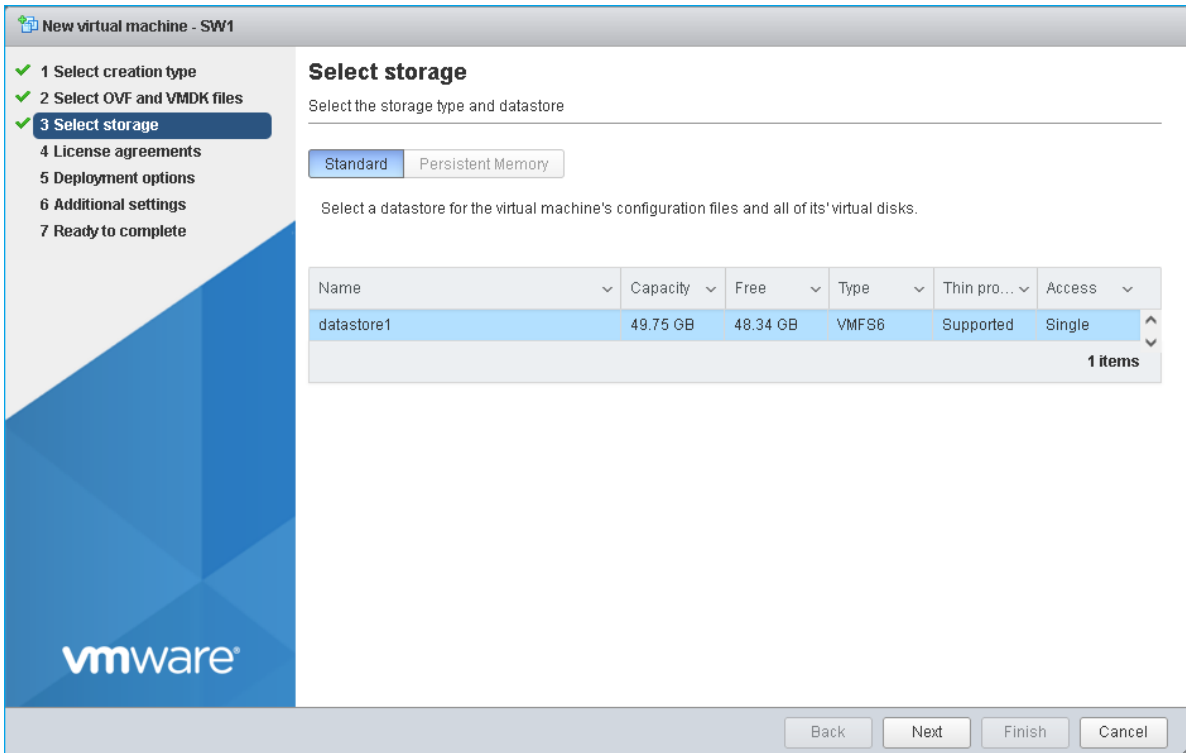 New virtual machine - SW1
1 Select creation type
2 Select OVF and VMDK files
3 Select storage
4 License agreements
5 Deployment options
6 Additional settings
7 Ready to complete
vmware®
Select storage
Select the storage type and datastore
Standard Persistent Memory
Select a datastore for the virtual machine's configuration files and all of its' virtual disks.
Name Capacity Free Type Thin pro... Access
datastore1 49.75 GB 48.34 GB VMFS6 Supported Single
1 items
Back Next Finish Cancel